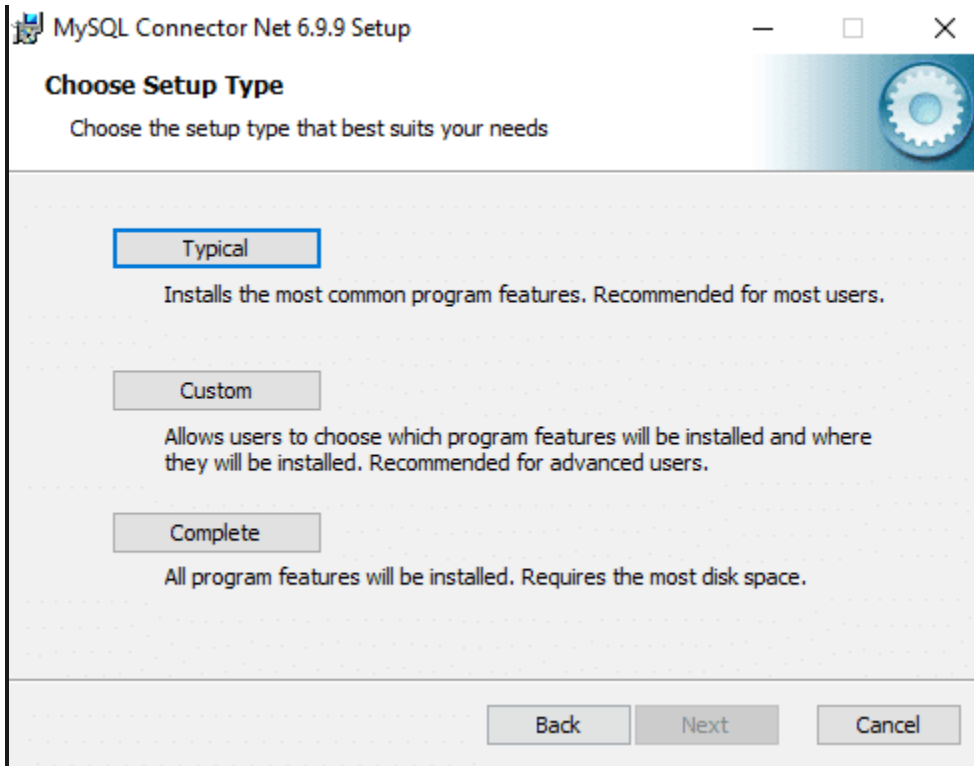 MySQL Connector Net 6.9.9 Setup
Choose Setup Type
Choose the setup type that best suits your needs
Typical
Installs the most common program features. Recommended for most users.
Custom
Allows users to choose which program features will be installed and where
they will be installed. Recommended for advanced users.
Complete
All program features will be installed. Requires the most disk space.
Back Next Cancel